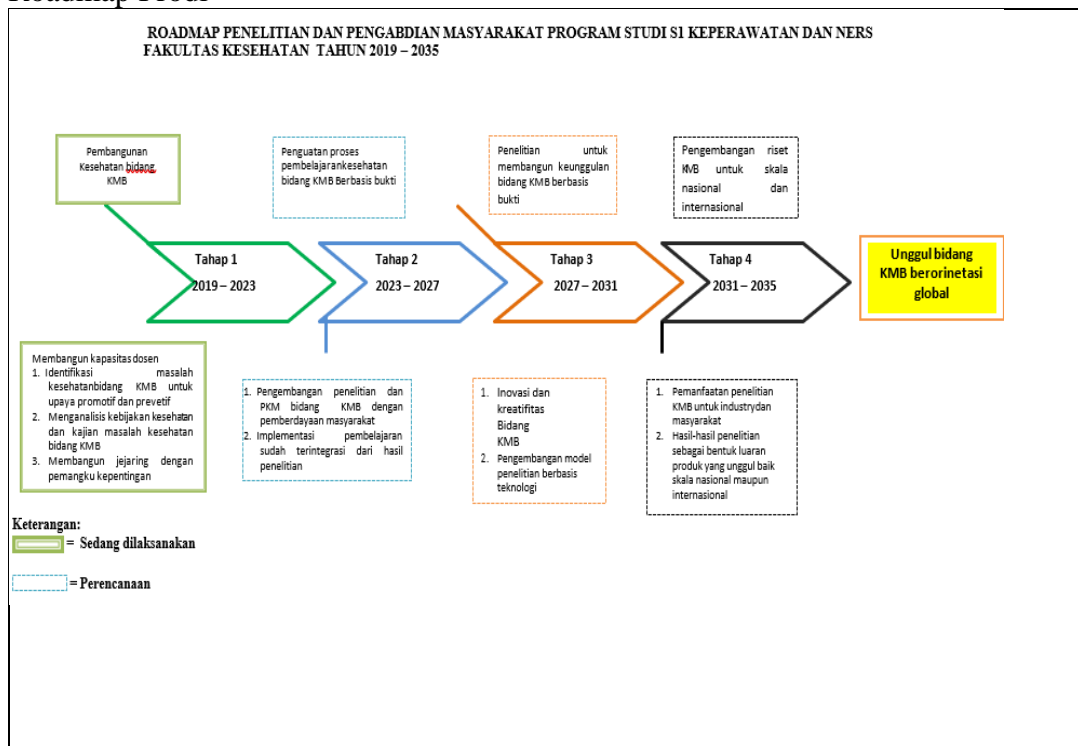 Roadmap Prodi
ROADMAP PENELITIAN DAN PENGABDIAN MASYARAKAT PROGRAM STUDI S1 KEPERAWATAN DAN NERS
FAKULTAS KESEHATAN TAHUN 2019 – 2035
Pembangunan
Kesehatan bidang
KMB
Penguatan proses
pembelajarankesehatan
bidang KMB Berbasis bukti
Penelitian untuk
membangun keunggulan
bidang KMB berbasis
bukti
Pengembangan riset
KMB untuk skala
nasional dan
internasional
Tahap 1
2019 – 2023
Tahap 2
2023 – 2027
Tahap 3
2027 – 2031
Tahap 4
2031 – 2035
Unggul bidang
KMB berorinetasi
global
Membangun kapasitas dosen
1. Identifikasi masalah
kesehatanbidang KMB untuk
upaya promotif dan prevetif
2. Menganalisis kebijakan kesehatan
dan kajian masalah kesehatan
bidang KMB
3. Membangun jejaring dengan
pemangku kepentingan
1. Pengembangan penelitian dan
PKM bidang KMB dengan
pemberdayaan masyarakat
2. Implementasi pembelajaran
sudah terintegrasi dari hasil
penelitian
1. Inovasi dan
kreatifitas
Bidang
KMB
2. Pengembangan model
penelitian berbasis
teknologi
1. Pemanfaatan penelitian
KMB untuk industrydan
masyarakat
2. Hasil-hasil penelitian
sebagai bentuk luaran
produk yang unggul baik
skala nasional maupun
internasional
Keterangan:
= Sedang dilaksanakan
= Perencanaan